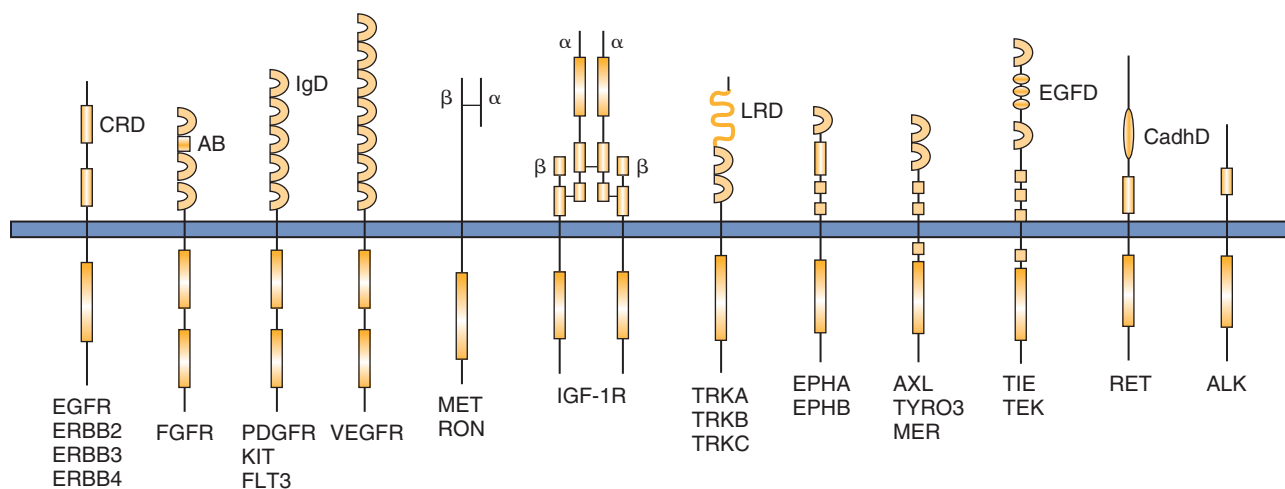 CRD
AB
IgD
β
α
α
α
β
β
LRD
EGFD
CadhD
EGFR
ERBB2
ERBB3
ERBB4
FGFR
PDGFR
KIT
FLT3
VEGFR
MET
RON
IGF-1R
TRKA
TRKB
TRKC
EPHA
EPHB
AXL
TYRO3
MER
TIE
TEK
RET
ALK